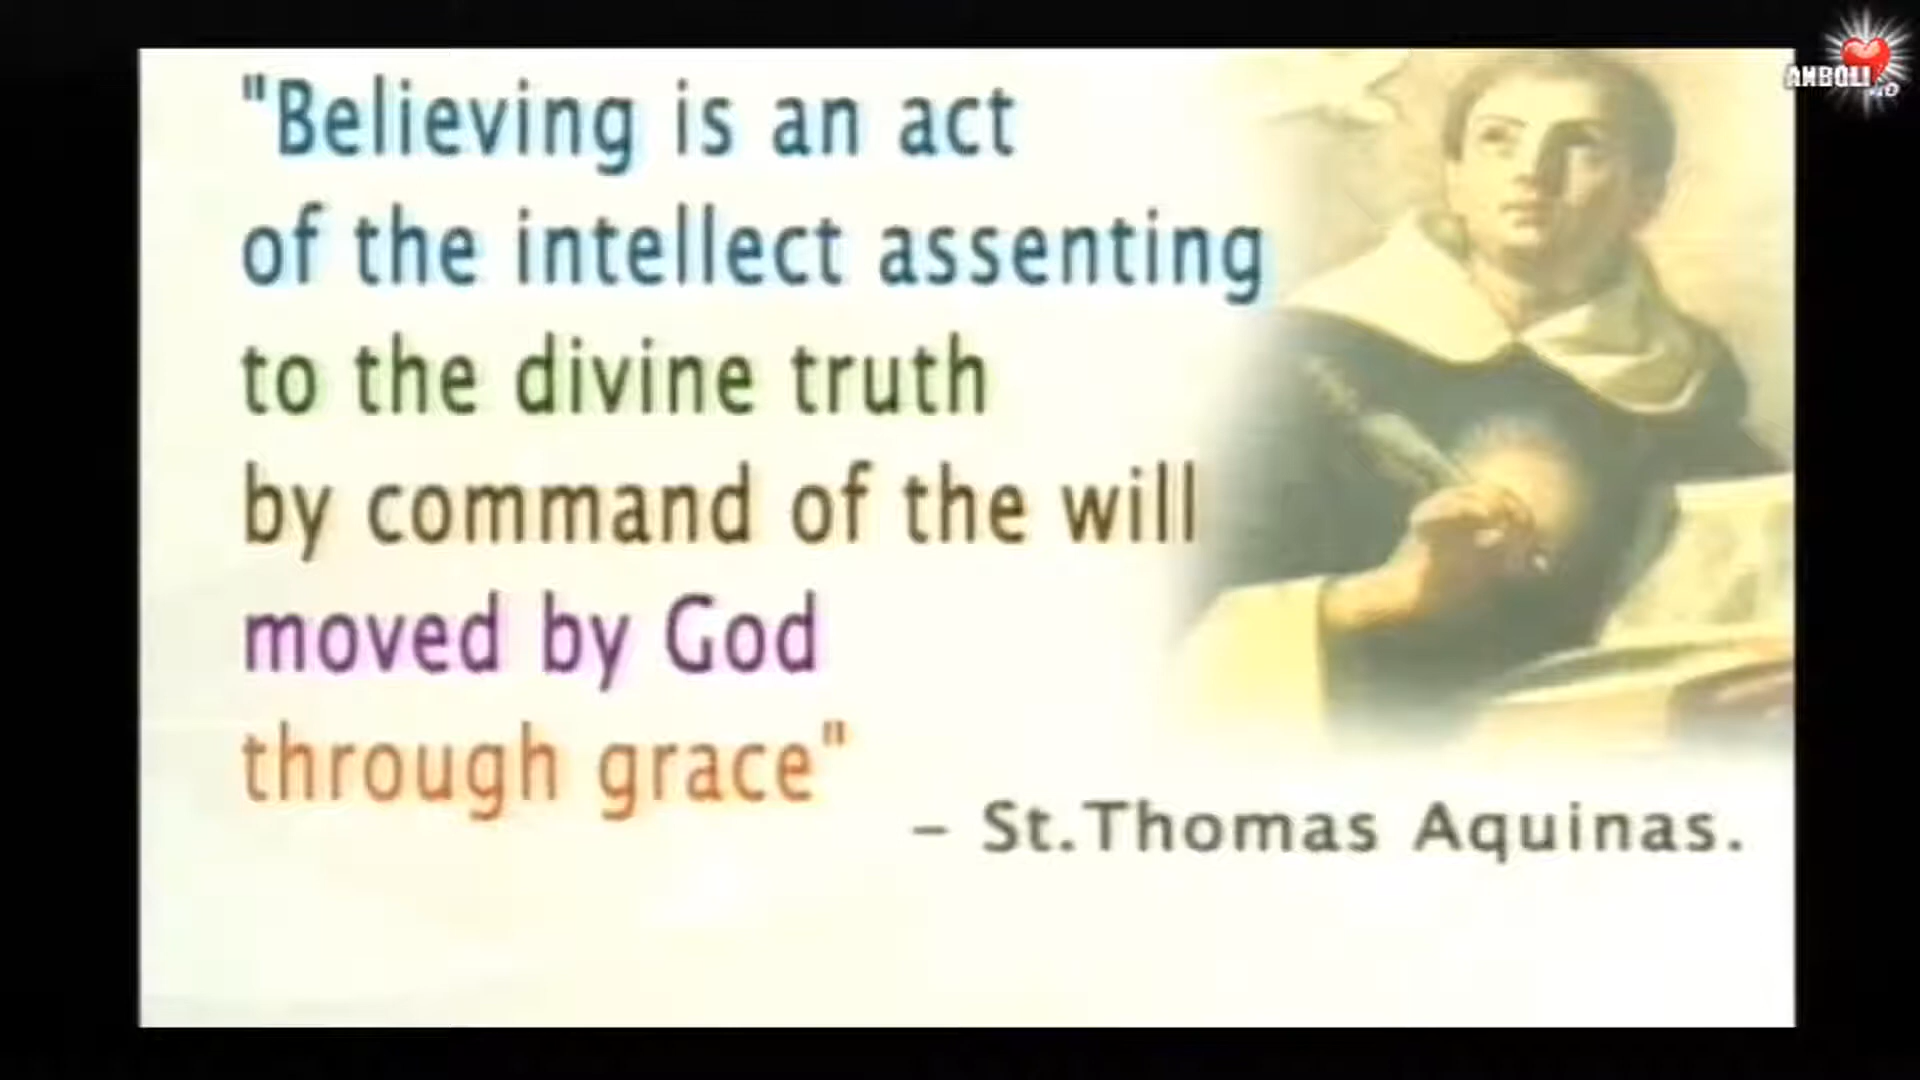 "Believing is an act
of the intellect assenting
to the divine truth
by command of the will
moved by God
through grace"
– St.Thomas Aquinas.
ANBOLI
HD